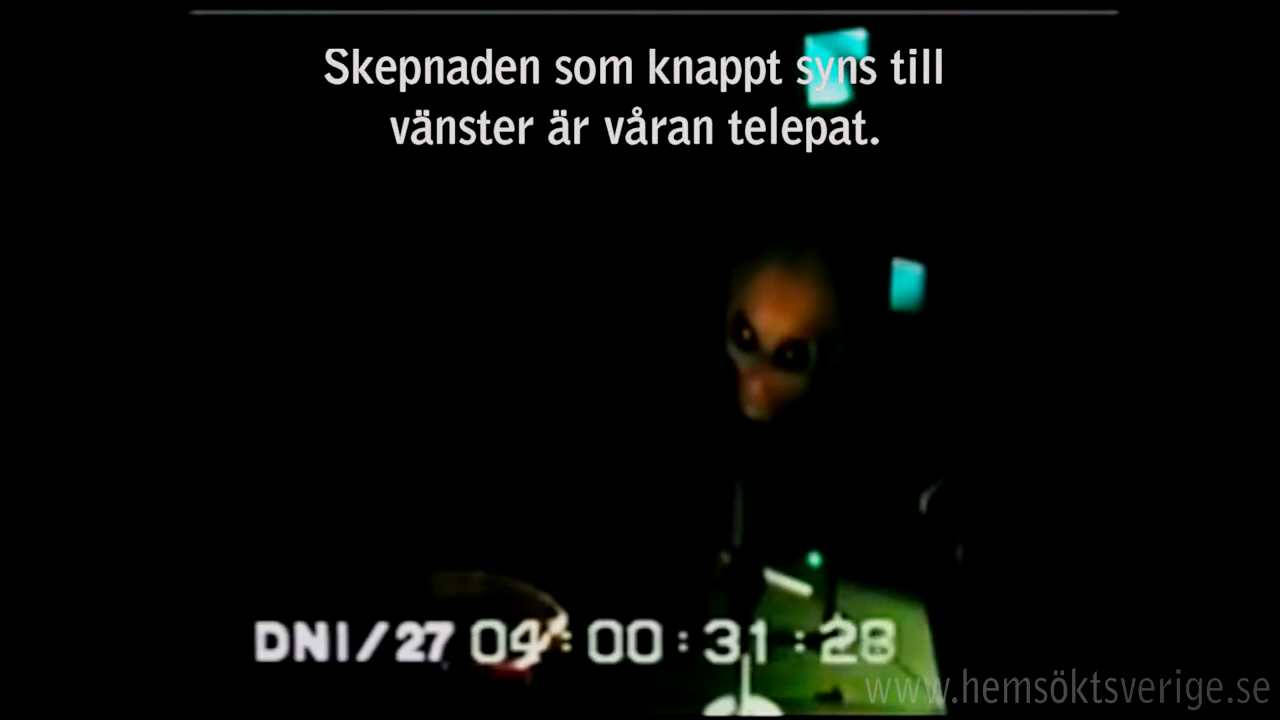 Skepnaden som knappt syns till
vänster är våran telepat.
DNI/27 04:00:31:28
www.hemsöktsverige.se